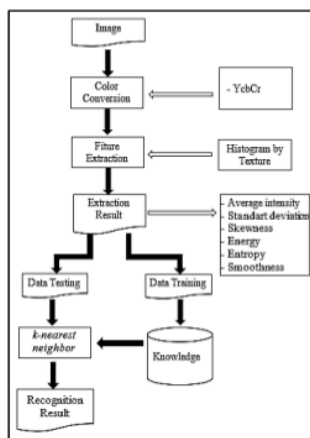 Image
Color
Conversion
- YcbCr
Fiture
Extraction
Histogram by
Texture
Extraction
Result
- Average intensity
- Standart deviation
- Skewness
- Energy
- Entropy
- Smoothness
Data Testing
Data Training
k-nearest
neighbor
Knowledge
Recognition
Result